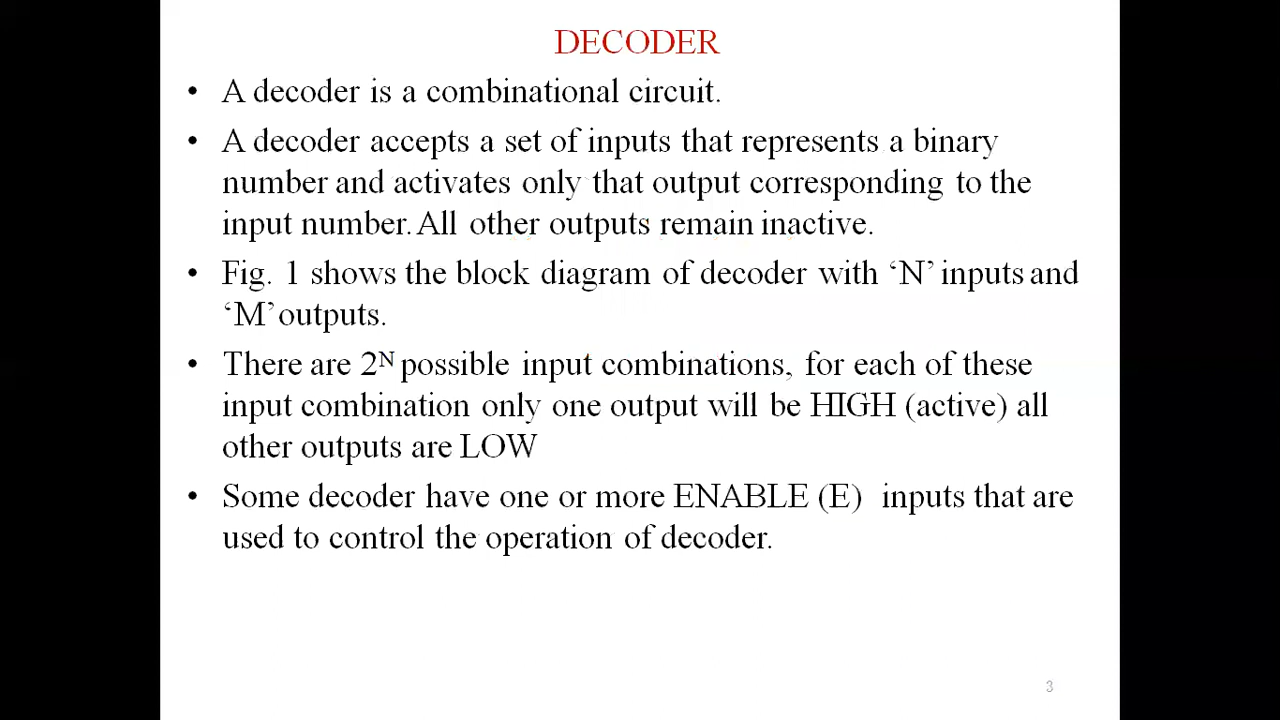 DECODER
• A decoder is a combinational circuit.
• A decoder accepts a set of inputs that represents a binary
number and activates only that output corresponding to the
input number. All other outputs remain inactive.
• Fig. 1 shows the block diagram of decoder with ‘N’ inputs and
‘M’ outputs.
• There are 2ᴺ possible input combinations, for each of these
input combination only one output will be HIGH (active) all
other outputs are LOW
• Some decoder have one or more ENABLE (E) inputs that are
used to control the operation of decoder.
3